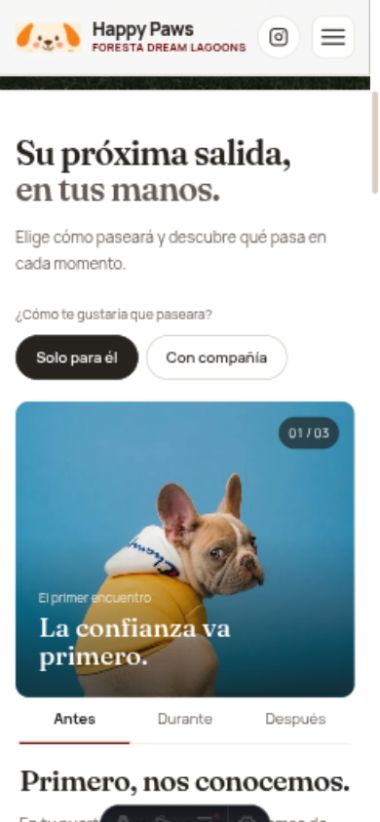 Happy Paws
FORESTA DREAM LAGOONS
Su próxima salida,
en tus manos.
Elige cómo paseará y descubre qué pasa en
cada momento.
¿Cómo te gustaría que paseara?
Solo para él
Con compañía
01 / 03
El primer encuentro
La confianza va
primero.
Antes
Durante
Después
Primero, nos conocemos.